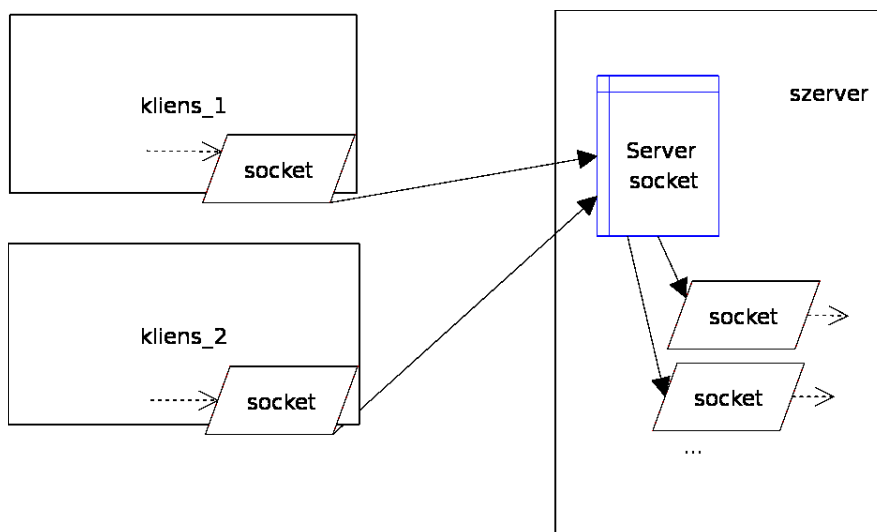 kliens_1
socket
kliens_2
socket
szerver
Server
socket
socket
socket
...